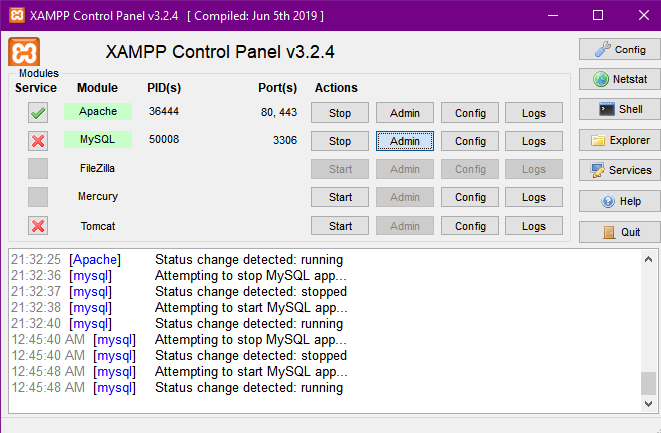 XAMPP Control Panel v3.2.4 [ Compiled: Jun 5th 2019 ]
XAMPP Control Panel v3.2.4
Config
Modules
Service Module PID(s) Port(s) Actions
Netstat
Apache 36444 80, 443 Stop Admin Config Logs
Shell
MySQL 50008 3306 Stop Admin Config Logs
Explorer
FileZilla Start Admin Config Logs
Services
Mercury Start Admin Config Logs
Help
Tomcat Start Admin Config Logs
Quit
21:32:25 [Apache] Status change detected: running
21:32:36 [mysql] Attempting to stop MySQL app...
21:32:37 [mysql] Status change detected: stopped
21:32:38 [mysql] Attempting to start MySQL app...
21:32:40 [mysql] Status change detected: running
12:45:40 AM [mysql] Attempting to stop MySQL app...
12:45:40 AM [mysql] Status change detected: stopped
12:45:48 AM [mysql] Attempting to start MySQL app...
12:45:48 AM [mysql] Status change detected: running